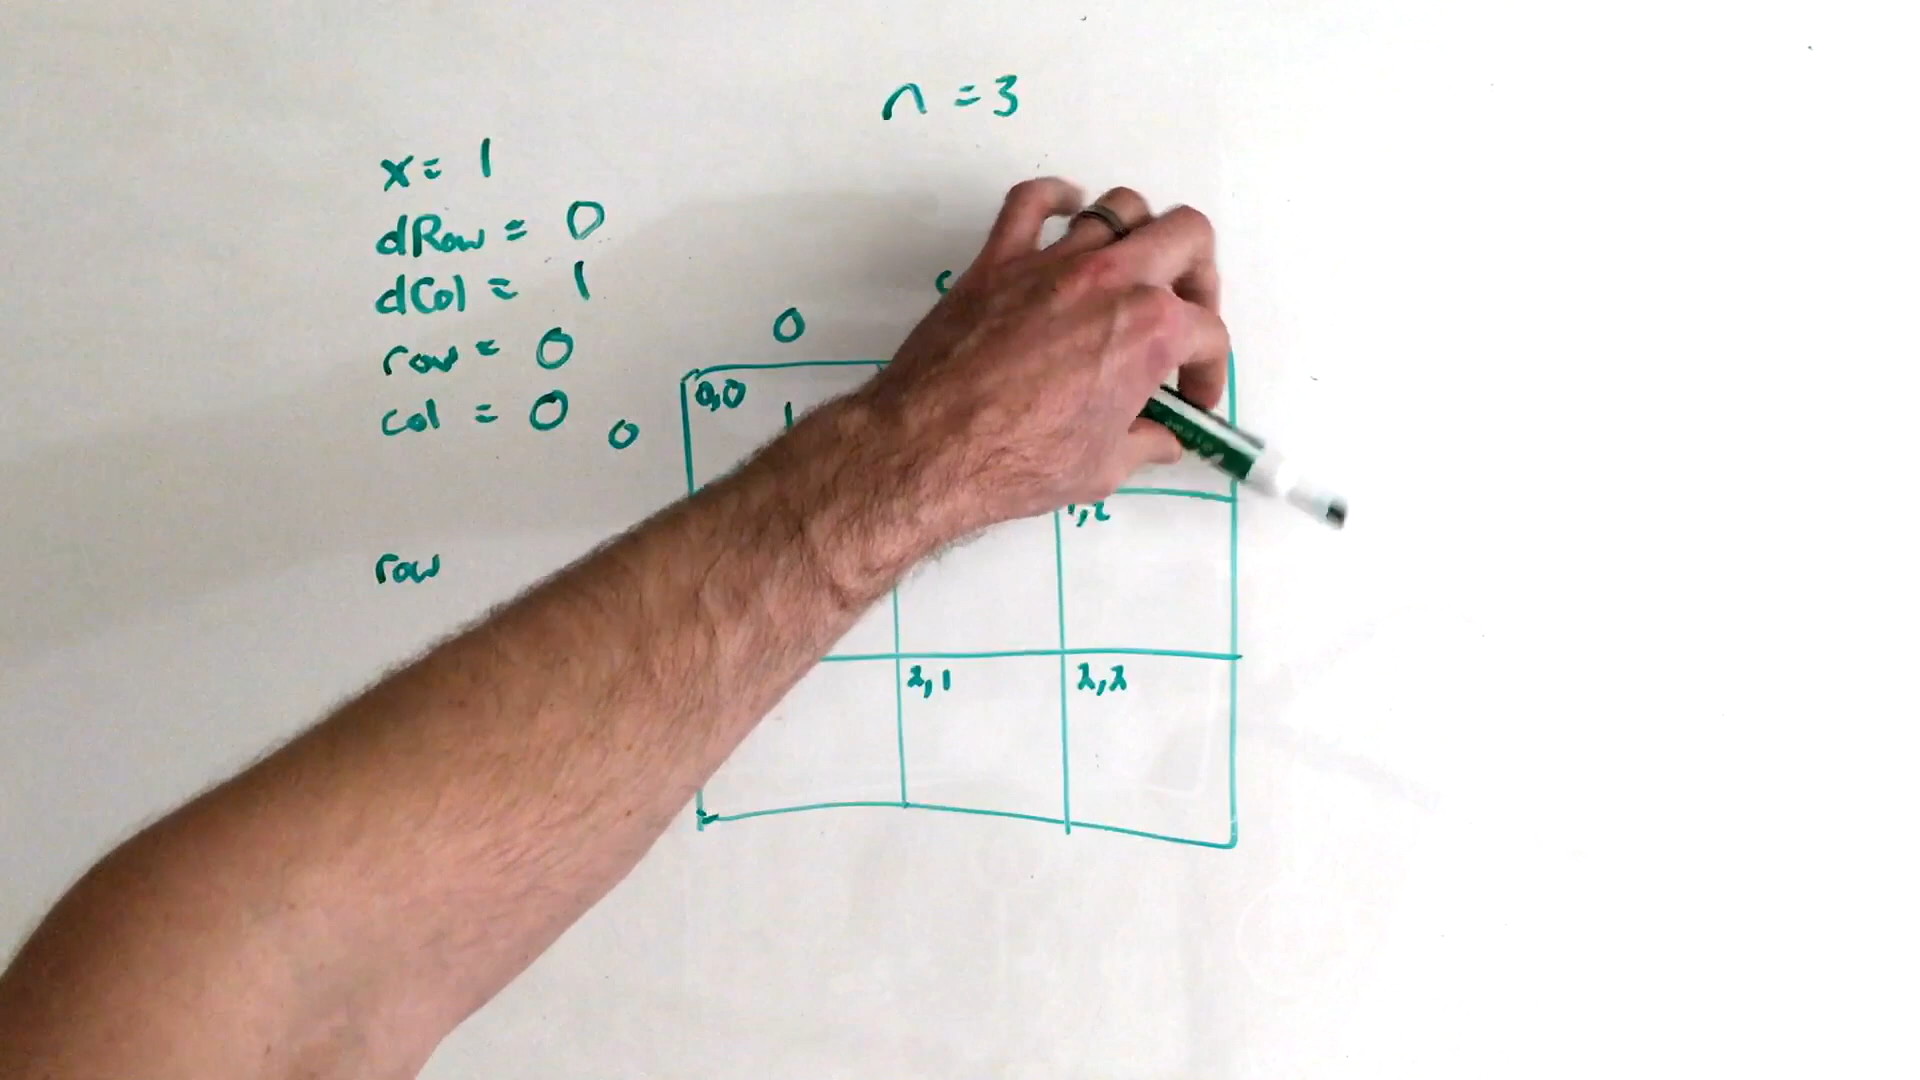 n = 3
x = 1
dRow = 0
dCol = 1
row = 0
col = 0
0
0
0,0
1
1,2
row
2,1
2,2